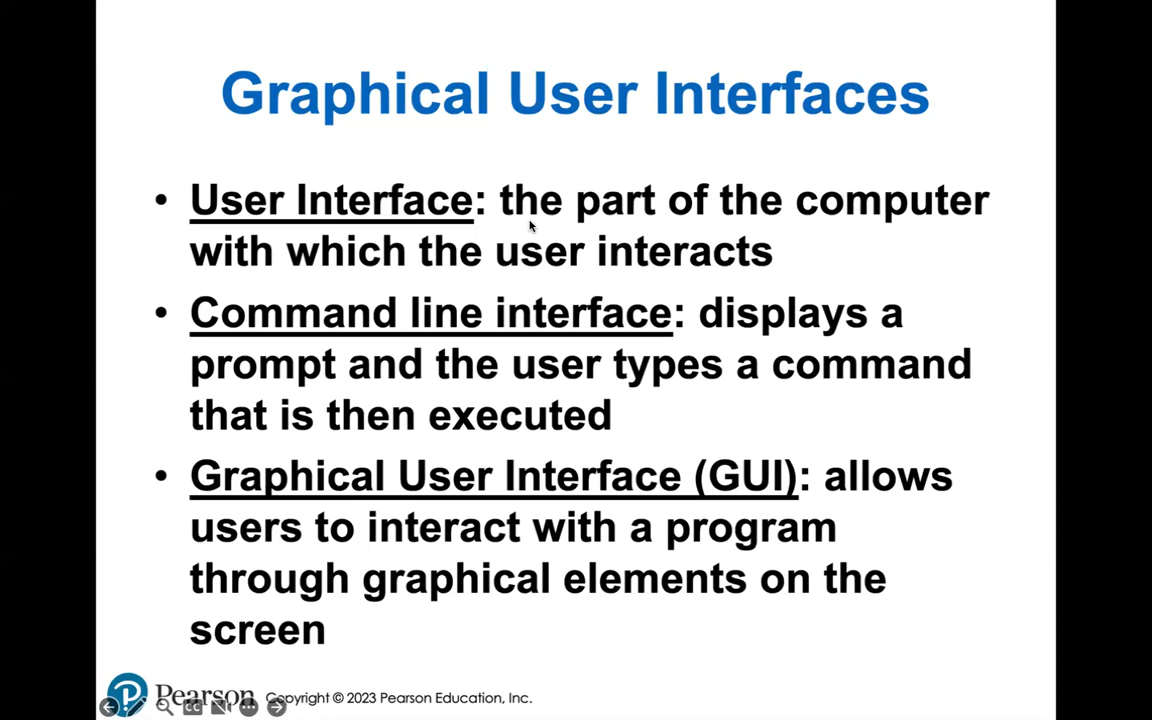 Graphical User Interfaces
• User Interface: the part of the computer
with which the user interacts
• Command line interface: displays a
prompt and the user types a command
that is then executed
• Graphical User Interface (GUI): allows
users to interact with a program
through graphical elements on the
screen
Pearson Copyright © 2023 Pearson Education, Inc.
CC